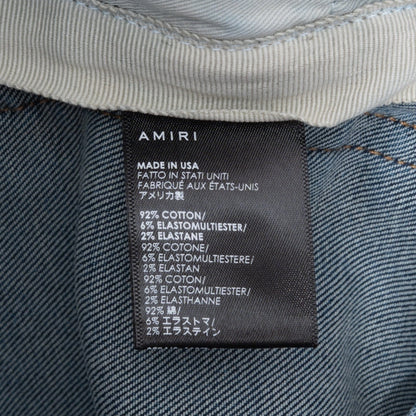 AMIRI
MADE IN USA
FATTO IN STATI UNITI
FABRIQUÉ AUX ÉTATS-UNIS
アメリカ製
92% COTTON/
6% ELASTOMULTIESTER/
2% ELASTANE
92% COTONE/
6% ELASTOMULTIESTERE/
2% ELASTAN
92% COTTON/
6% ELASTOMULTIESTER/
2% ELASTHANNE
92% 綿/
6% エラストマ/
2% エラステイン